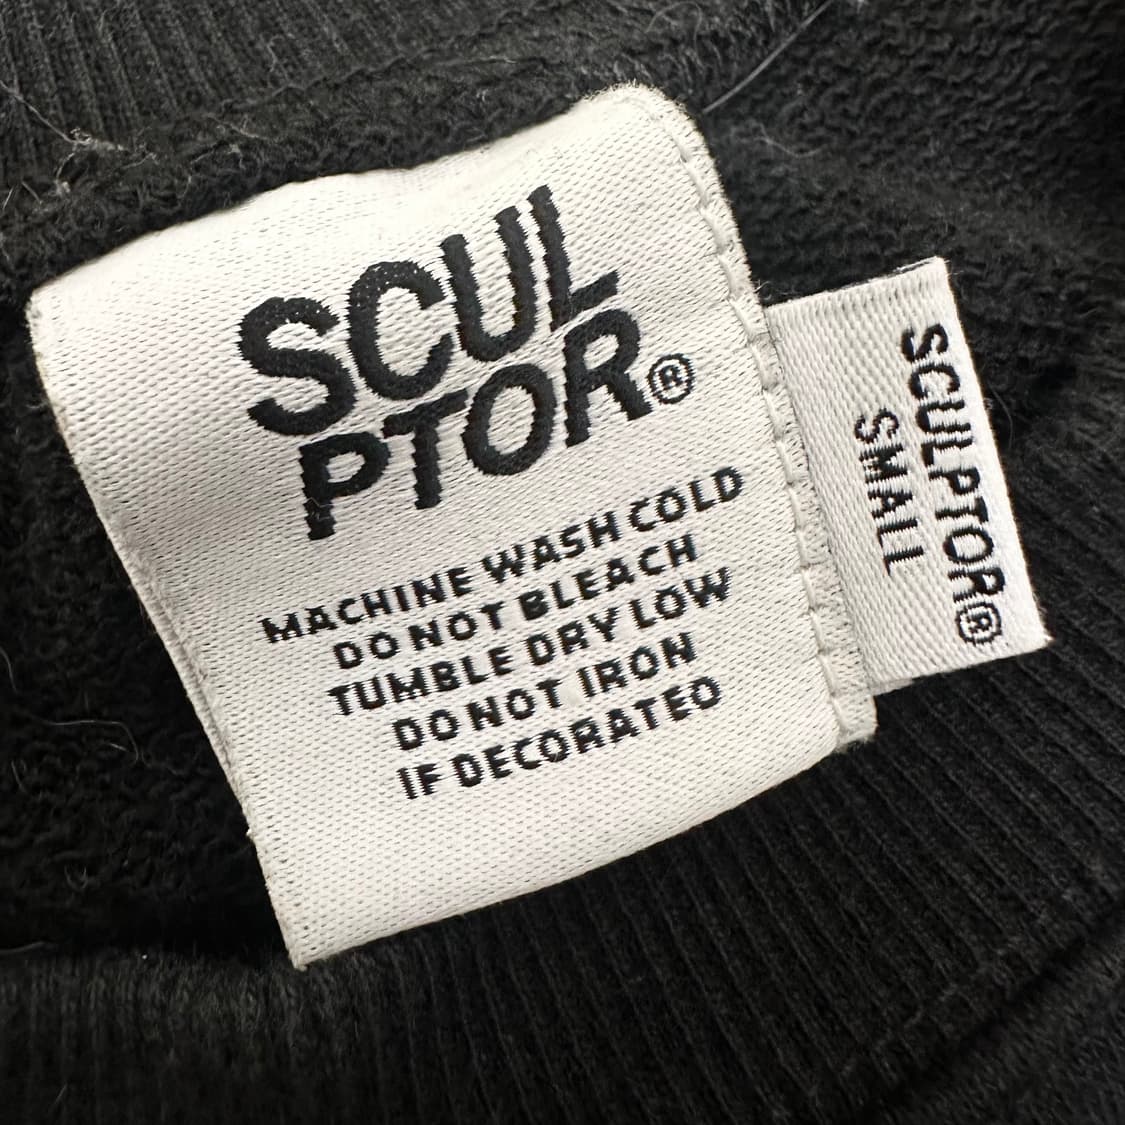 SCUL
PTOR®
MACHINE WASH COLD
DO NOT BLEACH
TUMBLE DRY LOW
DO NOT IRON
IF DECORATED
SCULPTOR®
SMALL